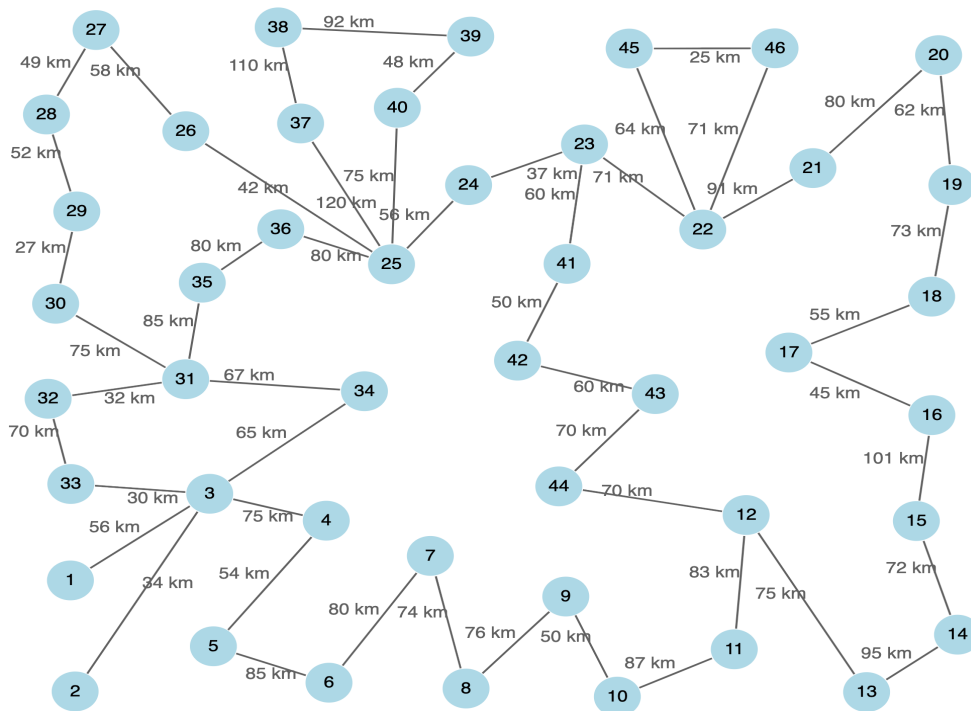 38
92 km
39
27
45
25 km
46
20
49 km
58 km
110 km
48 km
80 km
62 km
28
26
37
40
64 km
71 km
23
21
52 km
42 km
120 km
75 km
24
37 km
71 km
91 km
19
29
36
56 km
60 km
22
73 km
27 km
80 km
80 km
25
41
35
18
30
85 km
50 km
55 km
75 km
17
31
67 km
34
42
60 km
43
45 km
32
32 km
16
70 km
65 km
70 km
101 km
33
30 km
3
44
70 km
56 km
75 km
4
12
15
1
34 km
54 km
7
83 km
75 km
72 km
80 km
74 km
9
5
76 km
50 km
11
14
85 km
6
87 km
95 km
2
8
10
13